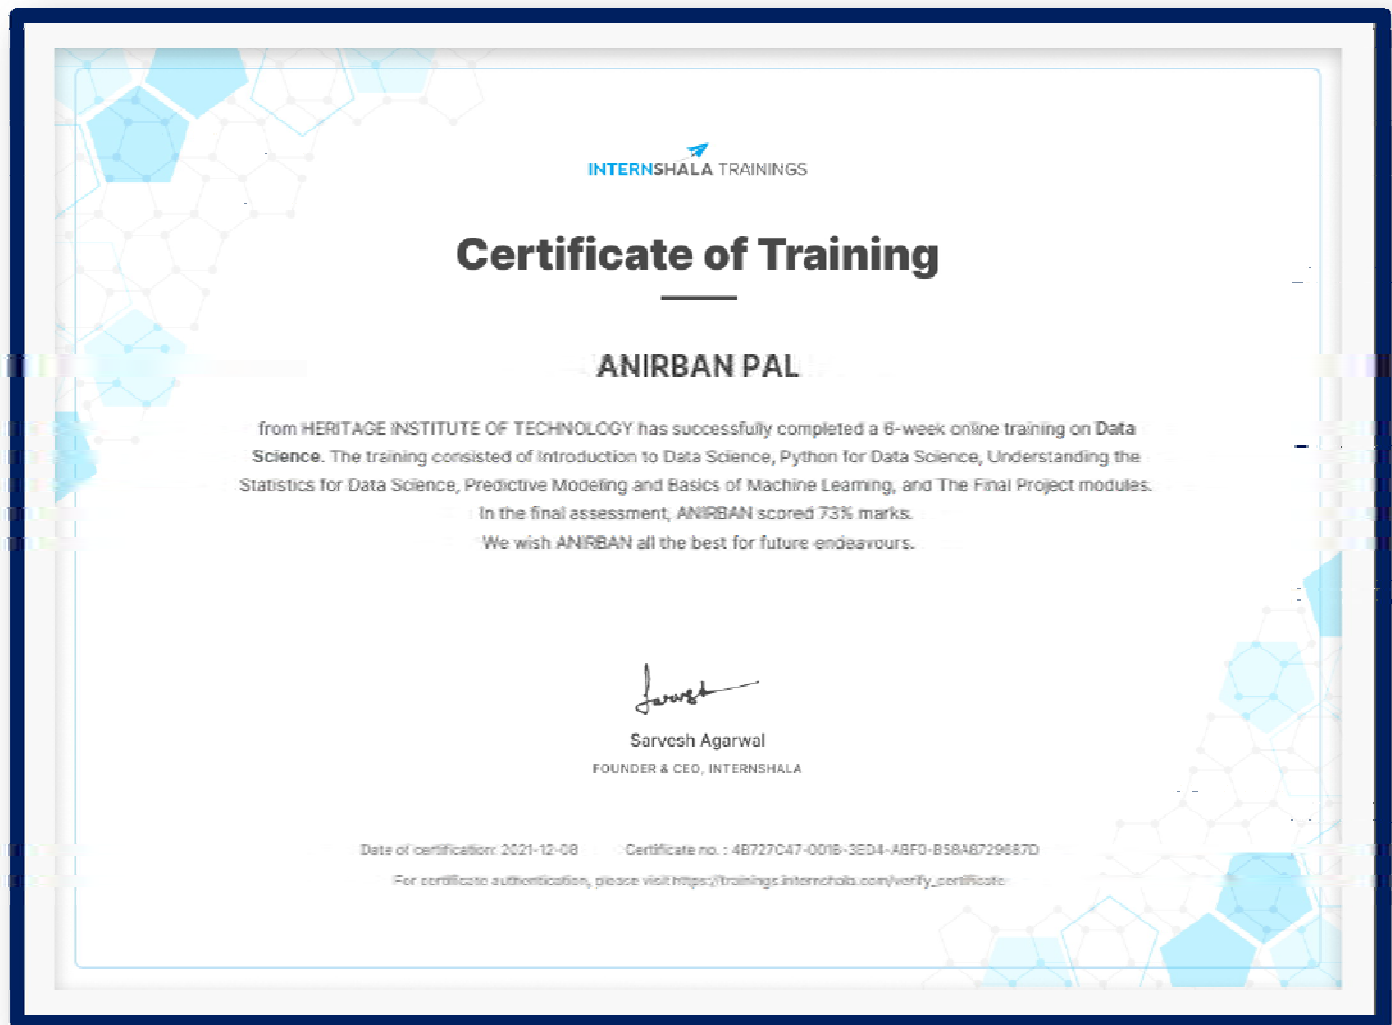 INTERNSHALA TRAININGS
Certificate of Training
ANIRBAN PAL
from HERITAGE INSTITUTE OF TECHNOLOGY has successfully completed a 6-week online training on Data
Science. The training consisted of Introduction to Data Science, Python for Data Science, Understanding the
Statistics for Data Science, Predictive Modeling and Basics of Machine Learning, and The Final Project modules.
In the final assessment, ANIRBAN scored 73% marks.
We wish ANIRBAN all the best for future endeavours.
Sarvesh Agarwal
FOUNDER & CEO, INTERNSHALA
Date of certification: 2021-12-08 Certificate no. :
For certificate authentication, please visit https://trainings.internshala.com/verify_certificate